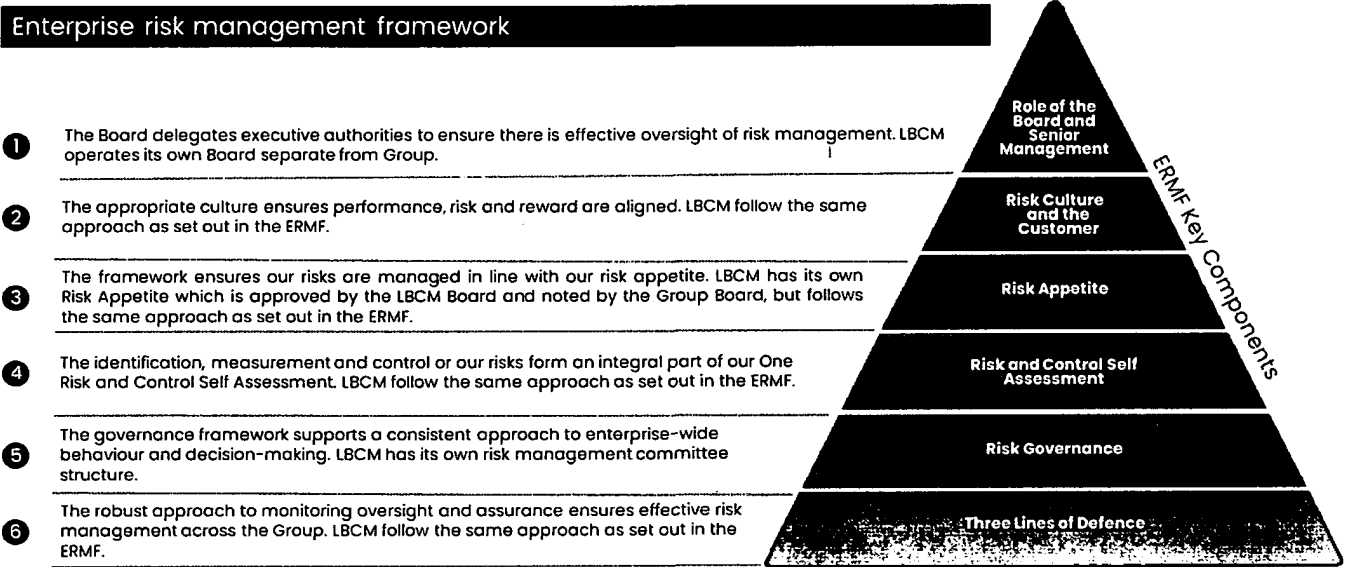 Enterprise risk management framework
1
The Board delegates executive authorities to ensure there is effective oversight of risk management. LBCM
operates its own Board separate from Group.
2
The appropriate culture ensures performance, risk and reward are aligned. LBCM follow the same
approach as set out in the ERMF.
3
The framework ensures our risks are managed in line with our risk appetite. LBCM has its own
Risk Appetite which is approved by the LBCM Board and noted by the Group Board, but follows
the same approach as set out in the ERMF.
4
The identification, measurement and control or our risks form an integral part of our One
Risk and Control Self Assessment. LBCM follow the same approach as set out in the ERMF.
5
The governance framework supports a consistent approach to enterprise-wide
behaviour and decision-making. LBCM has its own risk management committee
structure.
6
The robust approach to monitoring oversight and assurance ensures effective risk
management across the Group. LBCM follow the same approach as set out in the
ERMF.
Role of the
Board and
Senior
Management
Risk Culture
and the
Customer
Risk Appetite
Risk and Control Self
Assessment
Risk Governance
Three Lines of Defence
ERMF Key Components